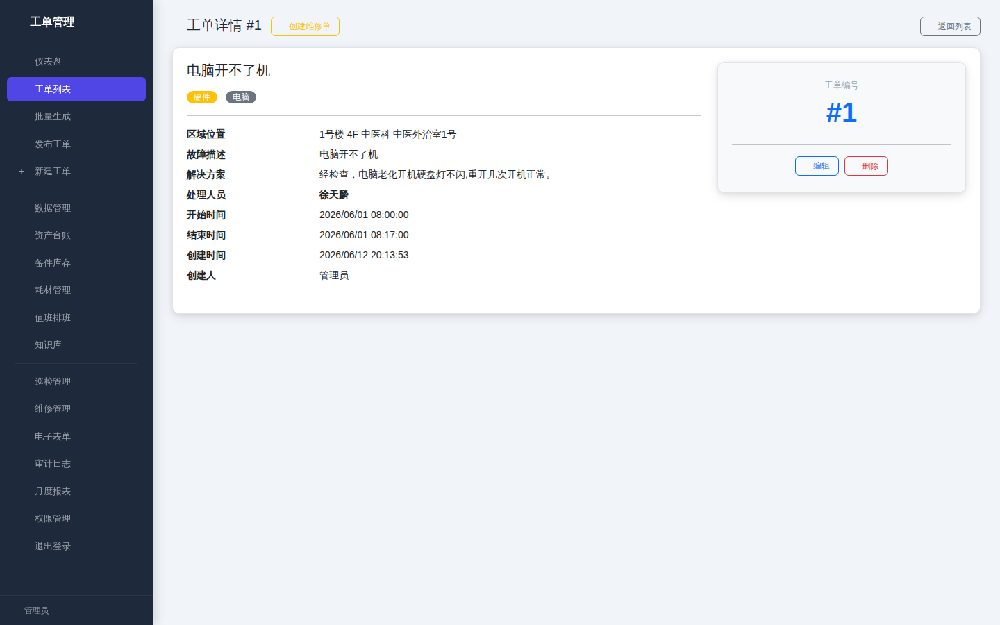 工单管理
仪表盘
工单列表
批量生成
发布工单
+ 新建工单
数据管理
资产台账
备件库存
耗材管理
值班排班
知识库
巡检管理
维修管理
电子表单
审计日志
月度报表
权限管理
退出登录
管理员
工单详情 #1
创建维修单
返回列表
电脑开不了机
硬件 电脑
区域位置 1号楼 4F 中医科 中医外治室1号
故障描述 电脑开不了机
解决方案 经检查，电脑老化开机硬盘灯不闪,重开几次开机正常。
处理人员 徐天麟
开始时间 2026/06/01 08:00:00
结束时间 2026/06/01 08:17:00
创建时间 2026/06/12 20:13:53
创建人 管理员
工单编号
#1
编辑 删除